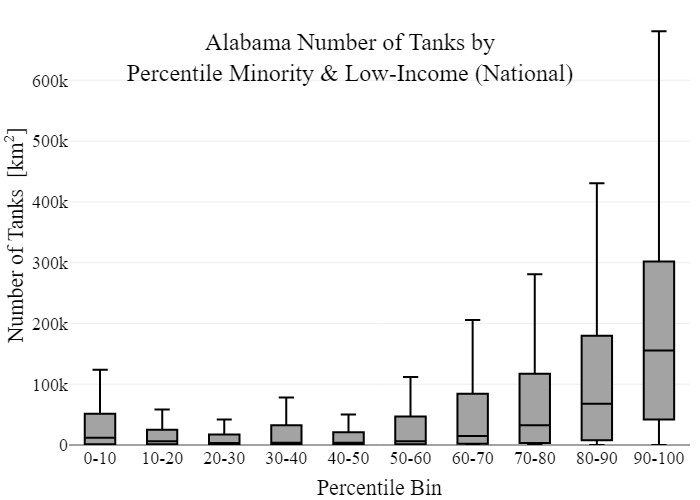 Alabama Number of Tanks by
Percentile Minority & Low-Income (National)
Number of Tanks [km²]
600k
500k
400k
300k
200k
100k
0
0-10 10-20 20-30 30-40 40-50 50-60 60-70 70-80 80-90 90-100
Percentile Bin